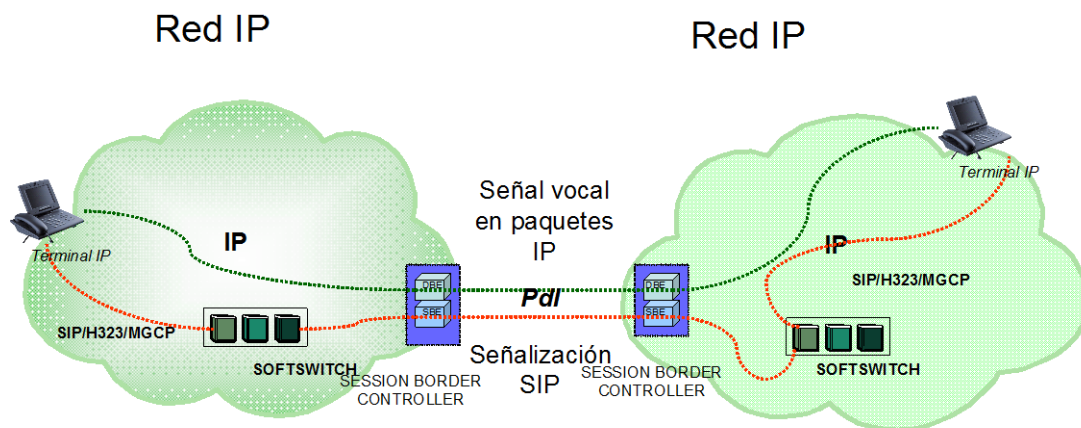 Red IP
Red IP
Terminal IP
Terminal IP
Señal vocal
en paquetes
IP
IP
IP
SIP/H323/MGCP
DBE
SBE
PdI
DBE
SBE
SIP/H323/MGCP
SOFTSWITCH
Señalización
SIP
SESSION BORDER
CONTROLLER
SESSION BORDER
CONTROLLER
SOFTSWITCH